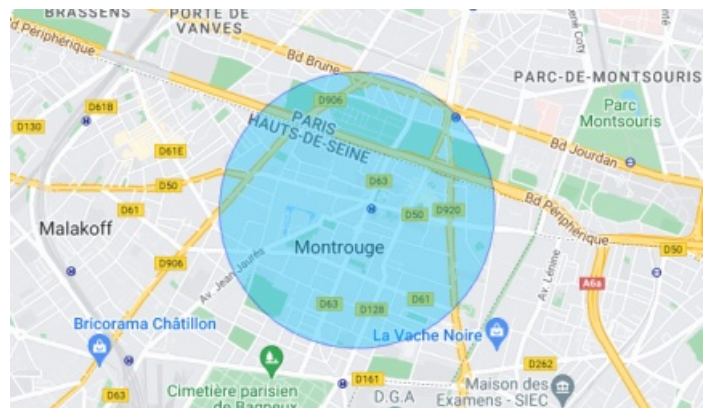 BRASSENS
PORTE DE
VANVES
Bd Périphérique
Bd Brune
PARC-DE-MONTSOURIS
Parc
Montsouris
D618
D906
D130
PARIS
HAUTS-DE-SEINE
Bd Jourdan
D61E
D50
D63
D61
D50
D920
Bd Périphérique
Malakoff
Montrouge
D50
D906
Av. Jean Jaurès
Av. Lénine
A6a
D63
D128
D61
Bricorama Châtillon
La Vache Noire
D262
D63
Cimetière parisien
de Bagneux
D161
D.G.A
Maison des
Examens - SIEC